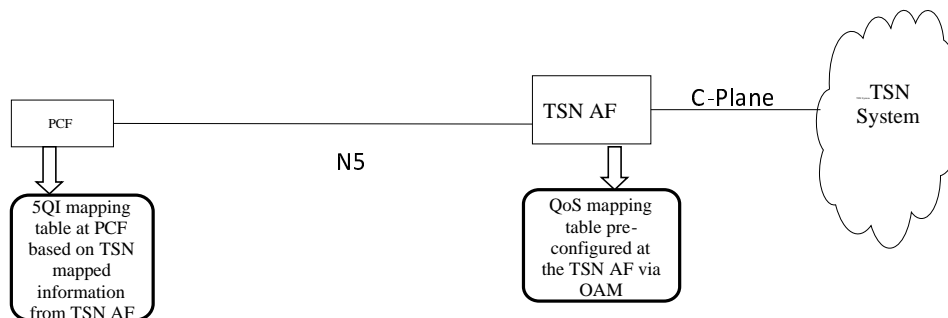 PCF
N5
TSN AF
C-Plane
TSN
System
5QI mapping
table at PCF
based on TSN
mapped
information
from TSN AF
QoS mapping
table pre-
configured at
the TSN AF via
OAM